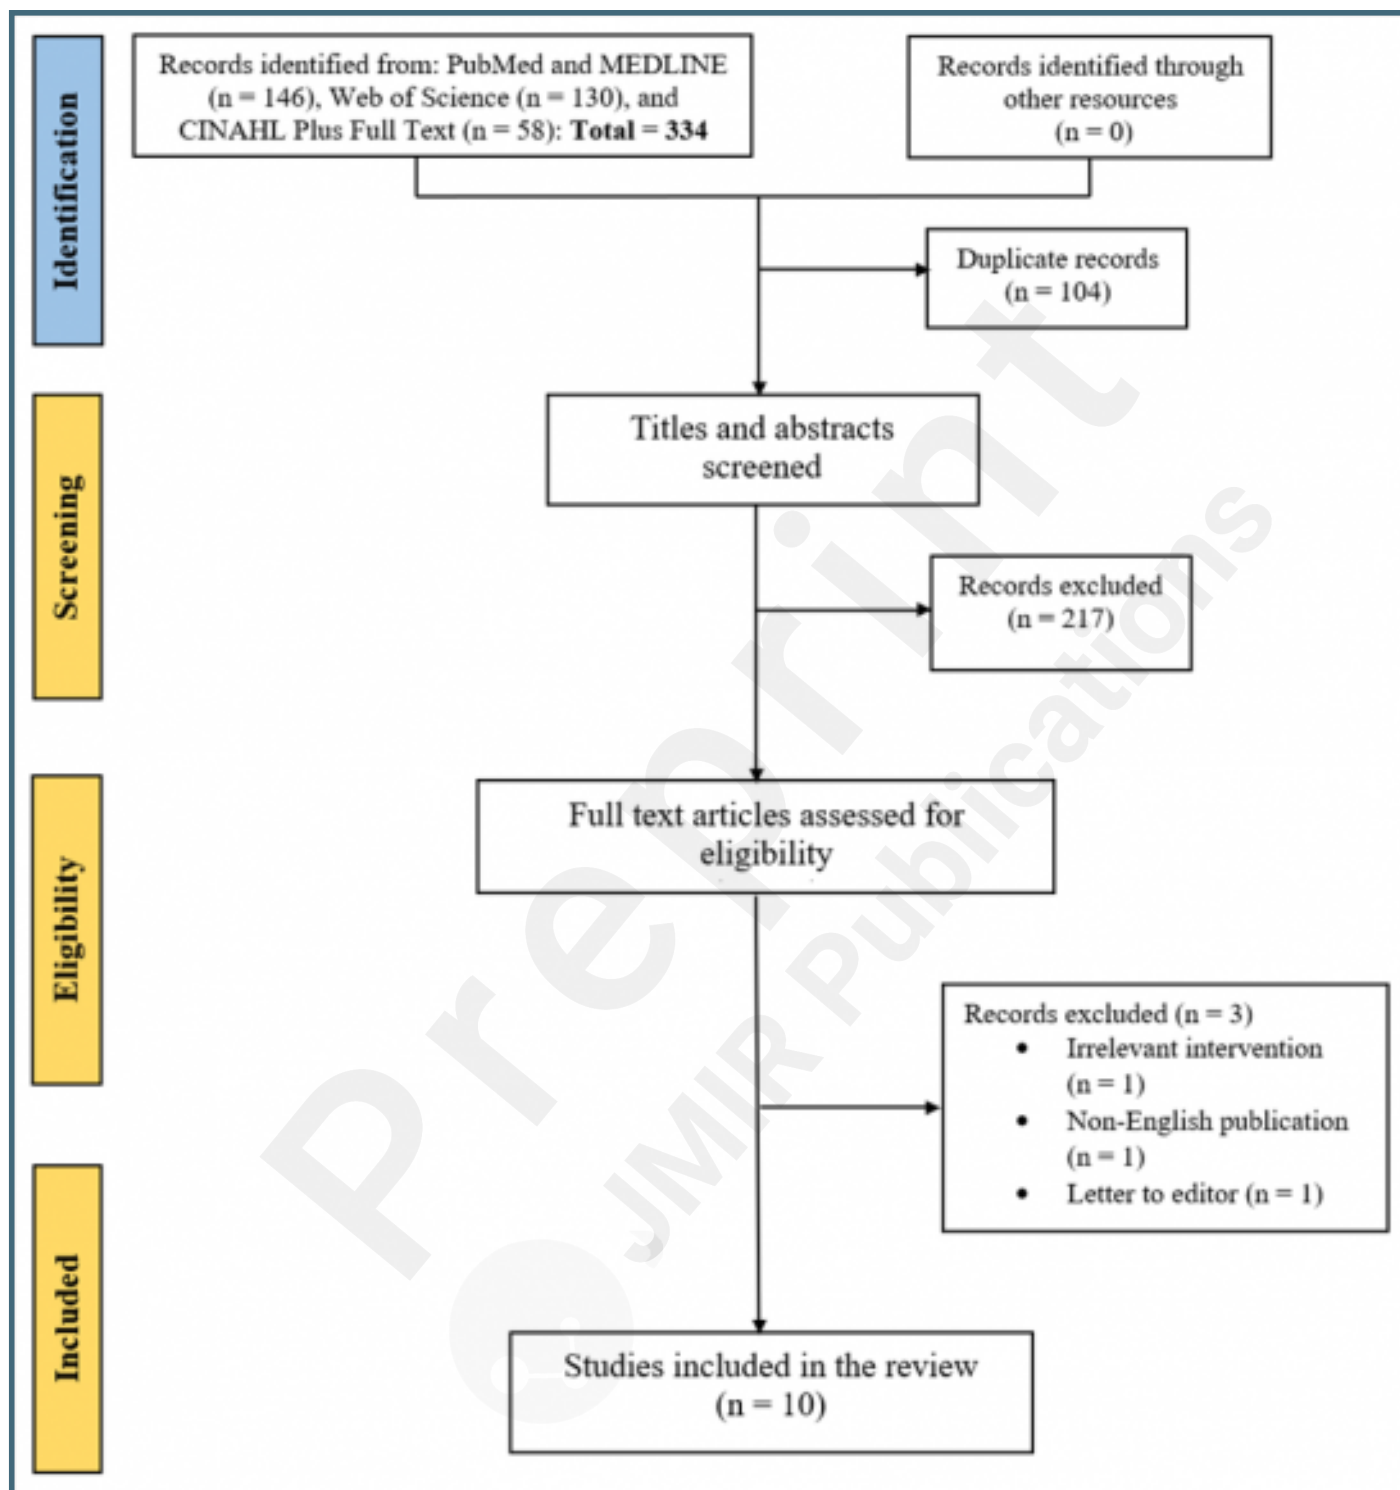 Identification
Records identified from: PubMed and MEDLINE
(n = 146), Web of Science (n = 130), and
CINAHL Plus Full Text (n = 58): Total = 334
Records identified through
other resources
(n = 0)
Duplicate records
(n = 104)
Screening
Titles and abstracts
screened
Records excluded
(n = 217)
Eligibility
Full text articles assessed for
eligibility
Records excluded (n = 3)
• Irrelevant intervention
(n = 1)
• Non-English publication
(n = 1)
• Letter to editor (n = 1)
Included
Studies included in the review
(n = 10)
Preprint
JMIR Publications